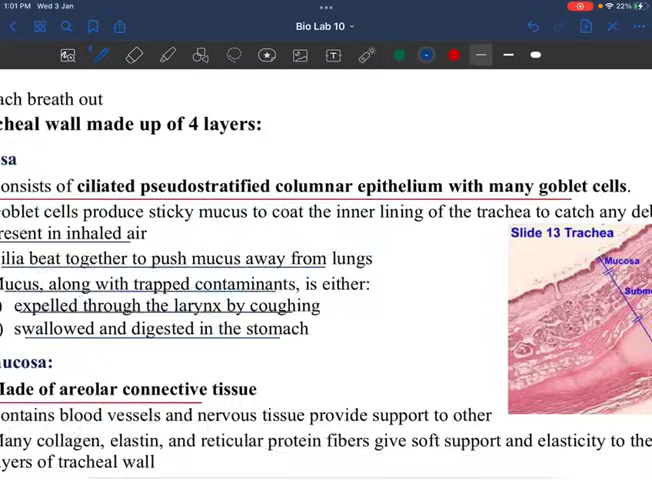 1:01 PM Wed 3 Jan
22%
Bio Lab 10
ach breath out
cheal wall made up of 4 layers:
sa
onsists of ciliated pseudostratified columnar epithelium with many goblet cells.
oblet cells produce sticky mucus to coat the inner lining of the trachea to catch any deb
resent in inhaled air
ilia beat together to push mucus away from lungs
Mucus, along with trapped contaminants, is either:
) expelled through the larynx by coughing
) swallowed and digested in the stomach
Slide 13 Trachea
Mucosa
Subm
ucosa:
Made of areolar connective tissue
ontains blood vessels and nervous tissue provide support to other
Many collagen, elastin, and reticular protein fibers give soft support and elasticity to the
ayers of tracheal wall